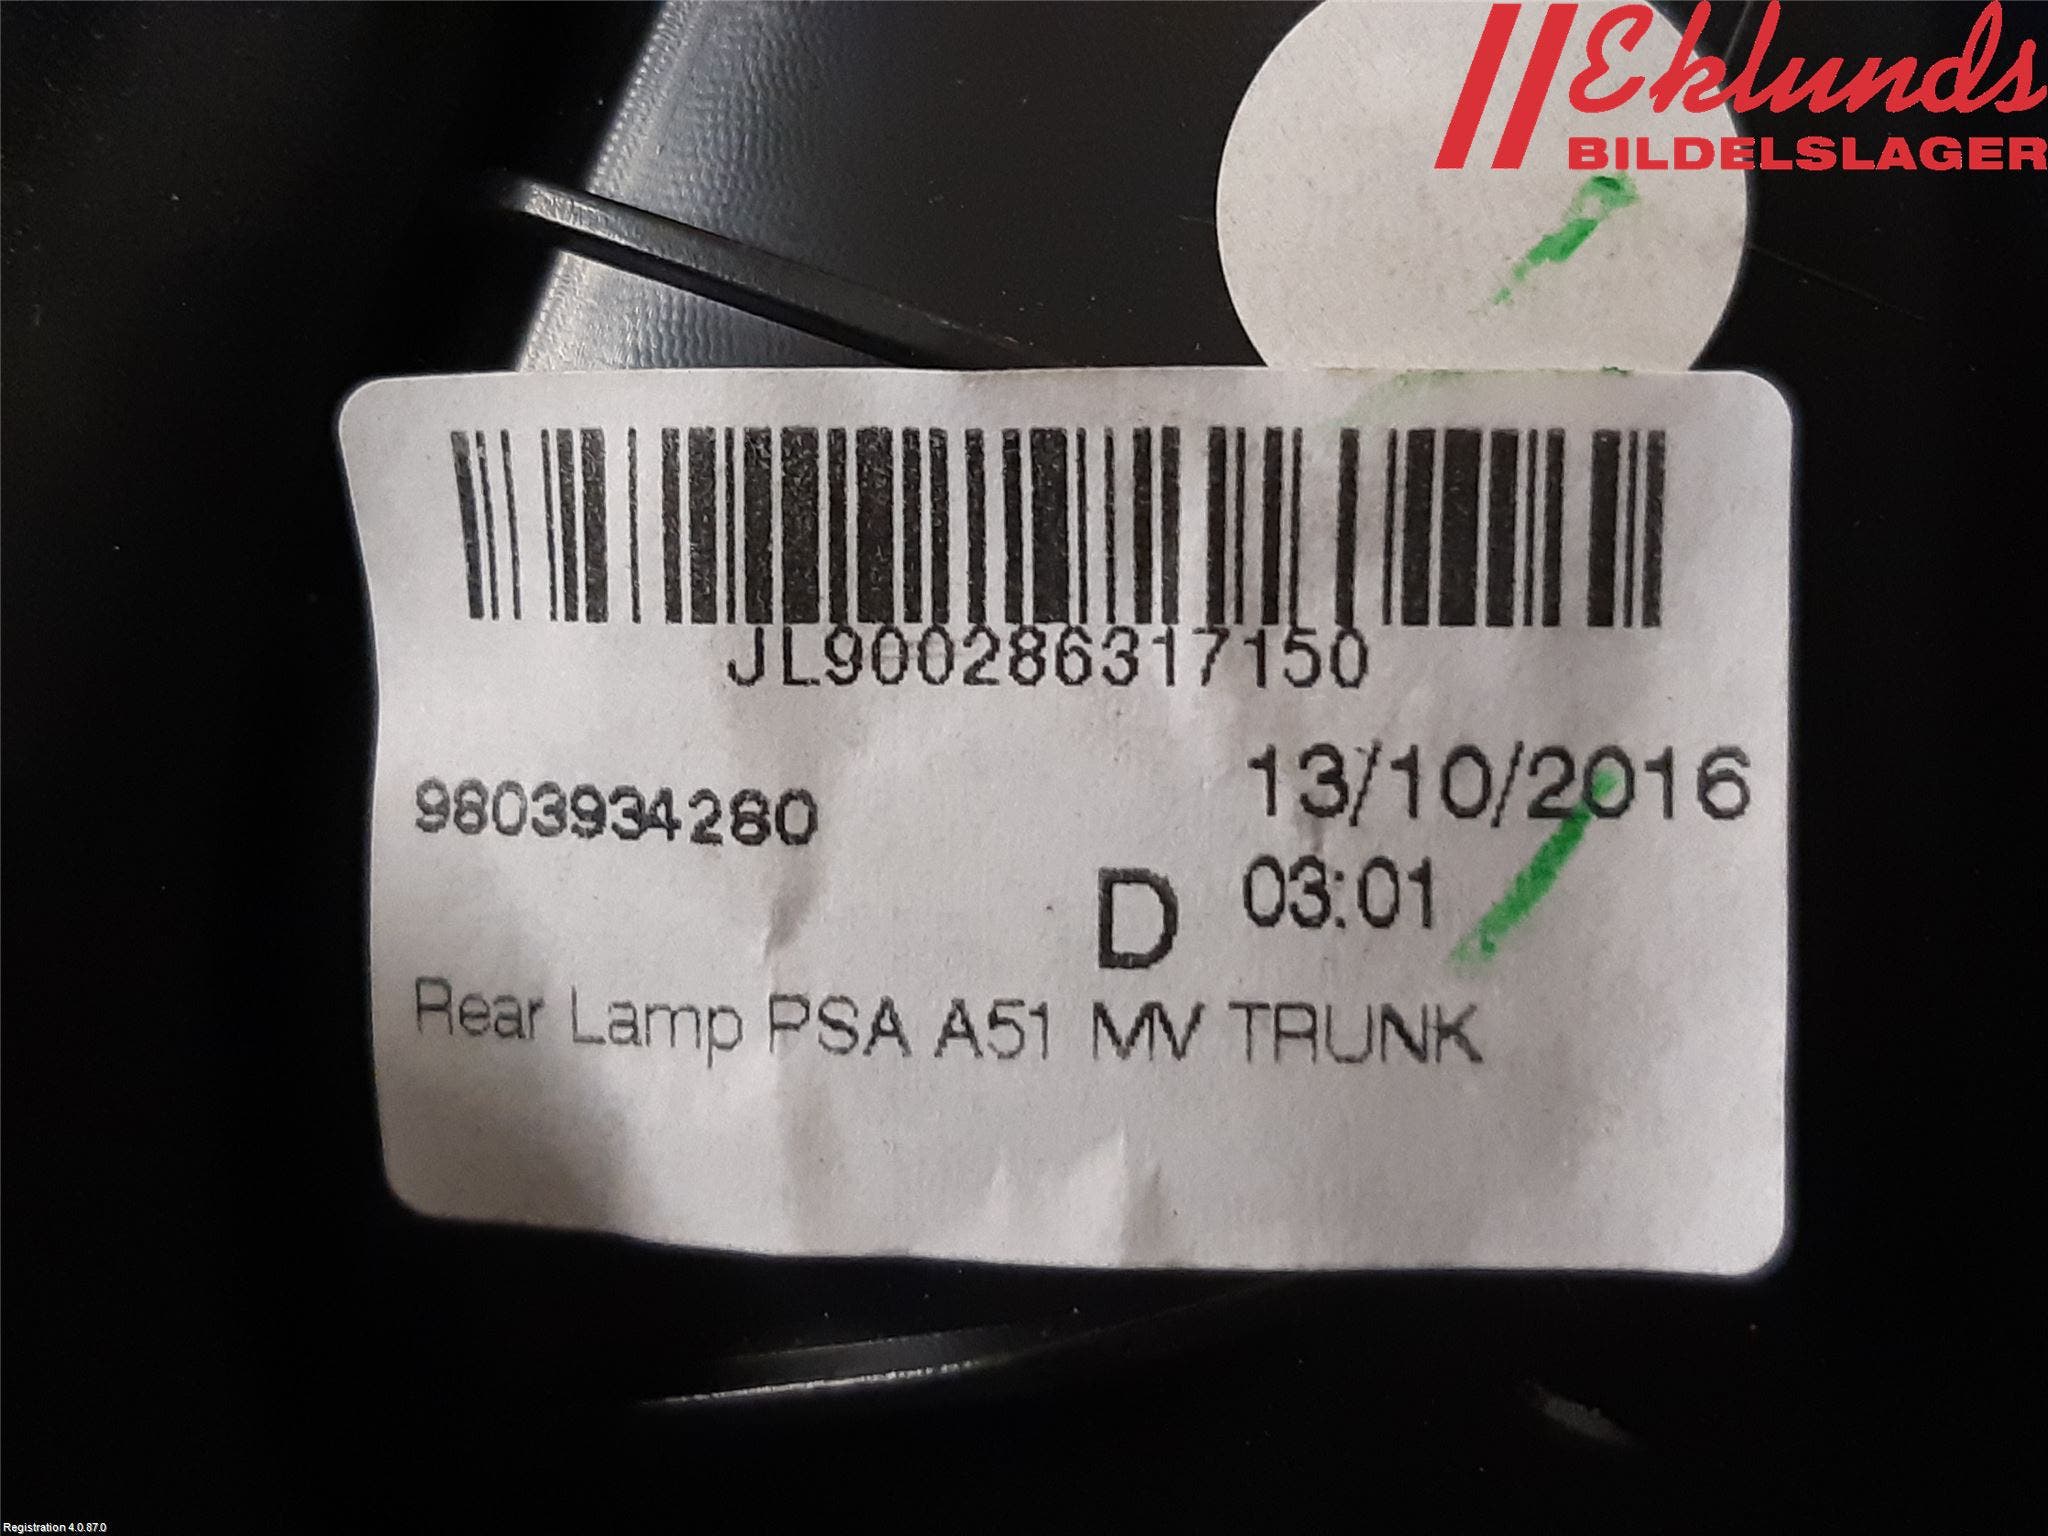 Eklunds
BILDELSLAGER
JL900286317150
13/10/2016
9803934280
D 03:01
Rear Lamp PSA A51 MV TRUNK
Registration 4.0.87.0